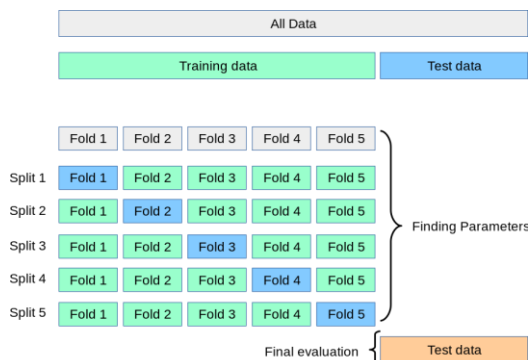 All Data
Training data Test data
Fold 1 Fold 2 Fold 3 Fold 4 Fold 5
Split 1 Fold 1 Fold 2 Fold 3 Fold 4 Fold 5
Split 2 Fold 1 Fold 2 Fold 3 Fold 4 Fold 5
Finding Parameters
Split 3 Fold 1 Fold 2 Fold 3 Fold 4 Fold 5
Split 4 Fold 1 Fold 2 Fold 3 Fold 4 Fold 5
Split 5 Fold 1 Fold 2 Fold 3 Fold 4 Fold 5
Final evaluation Test data